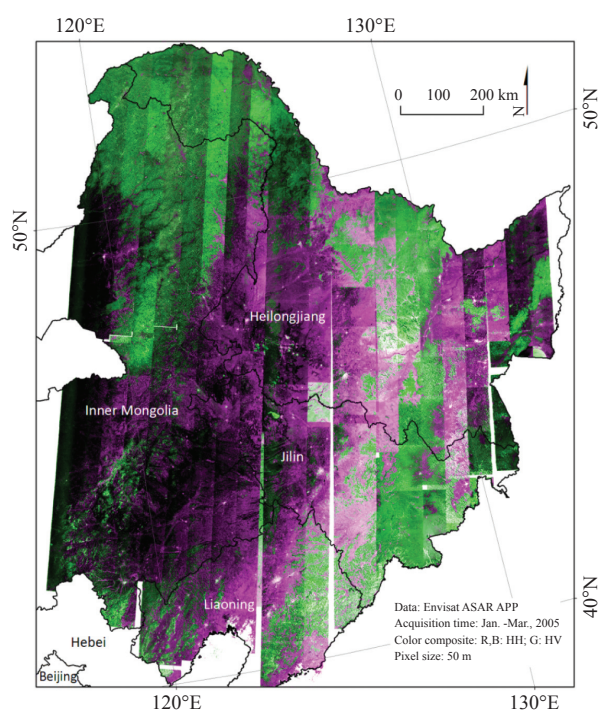 120°E
130°E
0 100 200 km
N
50°N
50°N
Heilongjiang
Inner Mongolia
Jilin
Liaoning
Data: Envisat ASAR APP
Acquisition time: Jan. -Mar., 2005
Color composite: R,B: HH; G: HV
Pixel size: 50 m
40°N
Hebei
Beijing
120°E
130°E